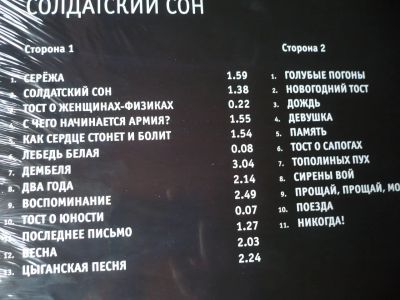 СОЛДАТСКИЙ СОН
Сторона 1
1. СЕРЁЖА 1.59
2. СОЛДАТСКИЙ СОН 1.38
3. ТОСТ О ЖЕНЩИНАХ-ФИЗИКАХ 0.22
4. С ЧЕГО НАЧИНАЕТСЯ АРМИЯ? 1.55
5. КАК СЕРДЦЕ СТОНЕТ И БОЛИТ 1.54
6. ЛЕБЕДЬ БЕЛАЯ 0.08
7. ДЕМБЕЛЯ 3.04
8. ДВА ГОДА 2.14
9. ВОСПОМИНАНИЕ 2.49
10. ТОСТ О ЮНОСТИ 0.07
11. ПОСЛЕДНЕЕ ПИСЬМО 1.27
12. ВЕСНА 2.03
13. ЦЫГАНСКАЯ ПЕСНЯ 2.24
Сторона 2
1. ГОЛУБЫЕ ПОГОНЫ
2. НОВОГОДНИЙ ТОСТ
3. ДОЖДЬ
4. ДЕВУШКА
5. ПАМЯТЬ
6. ТОСТ О САПОГАХ
7. ТОПОЛИНЫХ ПУХ
8. СИРЕНЫ ВОЙ
9. ПРОЩАЙ, ПРОЩАЙ, МО
10. ПОЕЗДА
11. НИКОГДА!